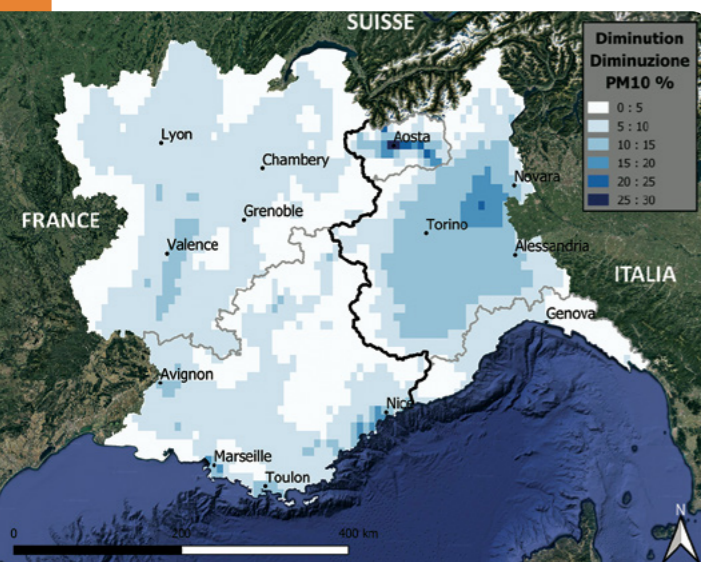 SUISSE
Diminution
Diminuzione
PM10 %
0 : 5
5 : 10
10 : 15
15 : 20
20 : 25
25 : 30
Aosta
Lyon
Chambery
Novara
Grenoble
FRANCE
Torino
Valence
Alessandria
ITALIA
Genova
Avignon
Nice
Marseille
Toulon
N
0 200 400 km